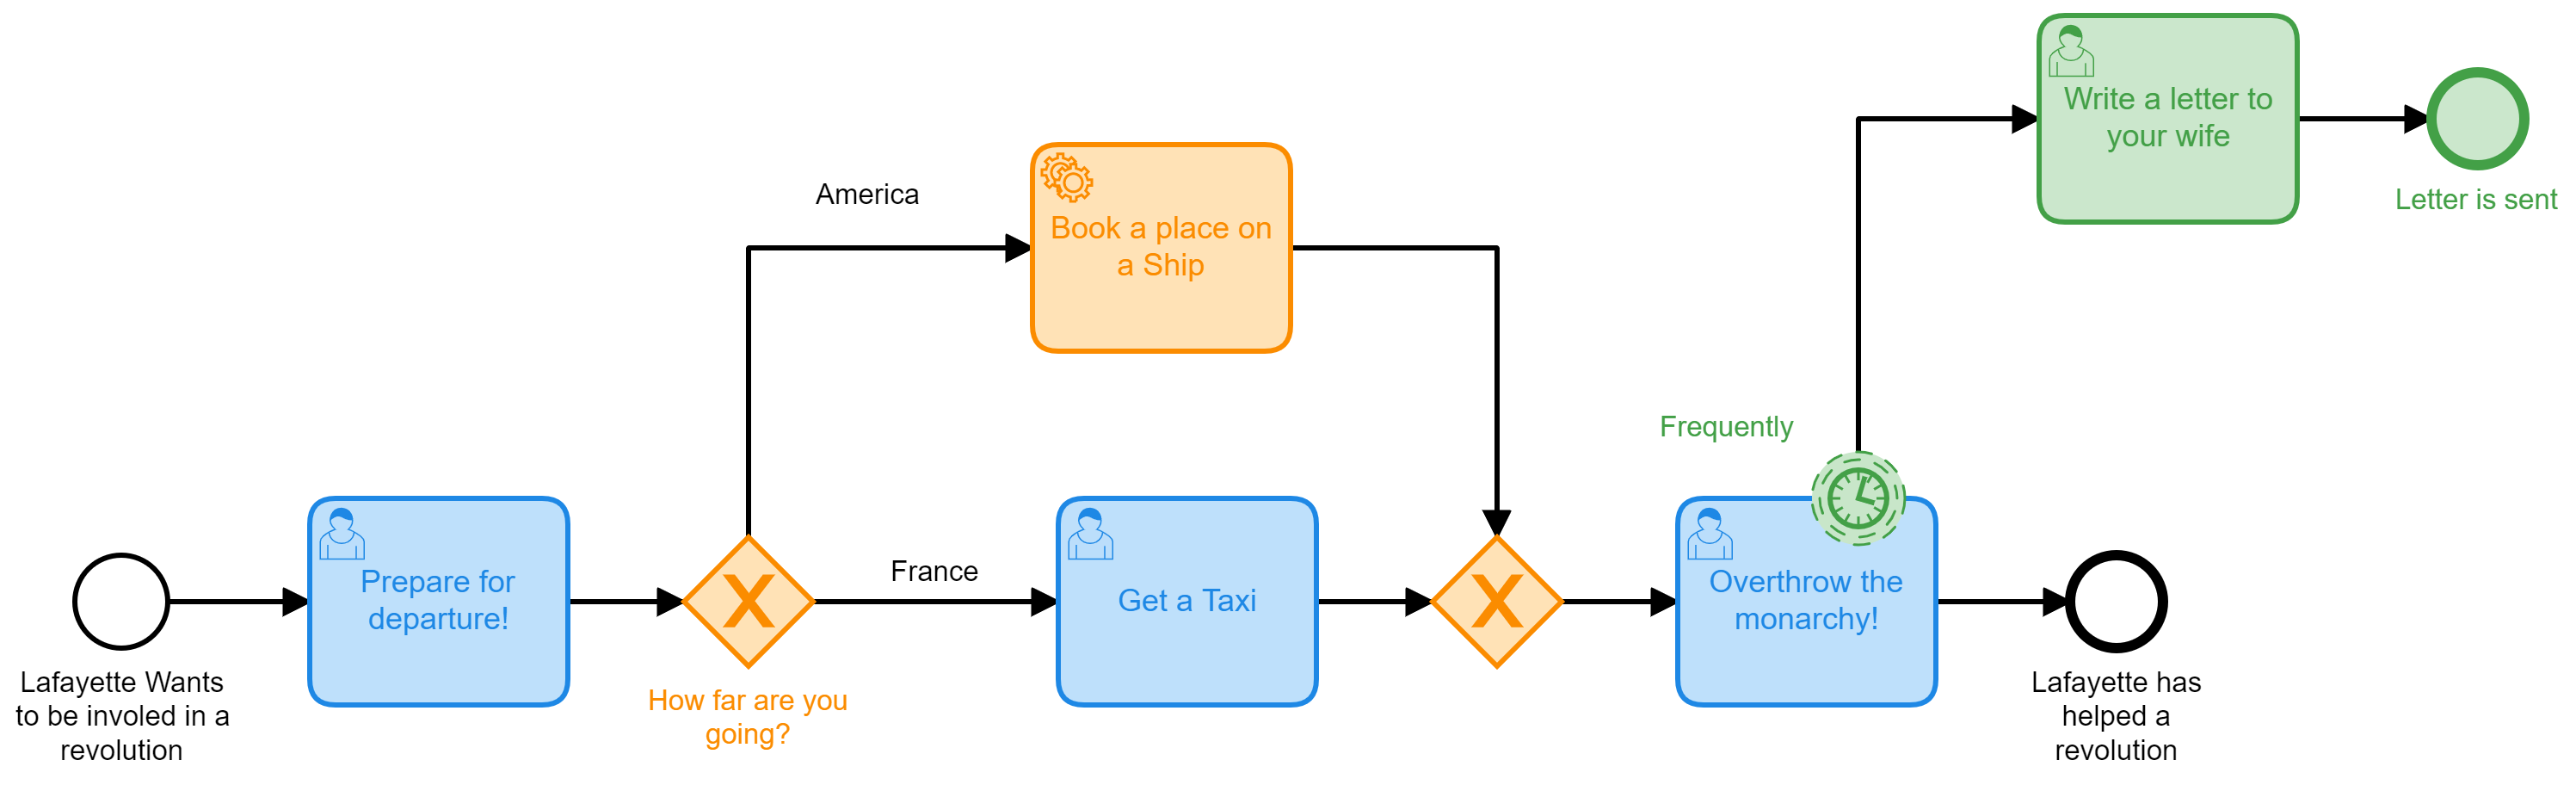 Lafayette Wants
to be involed in a
revolution
Prepare for
departure!
How far are you
going?
America
Book a place on
a Ship
France
Get a Taxi
Frequently
Overthrow the
monarchy!
Write a letter to
your wife
Letter is sent
Lafayette has
helped a
revolution